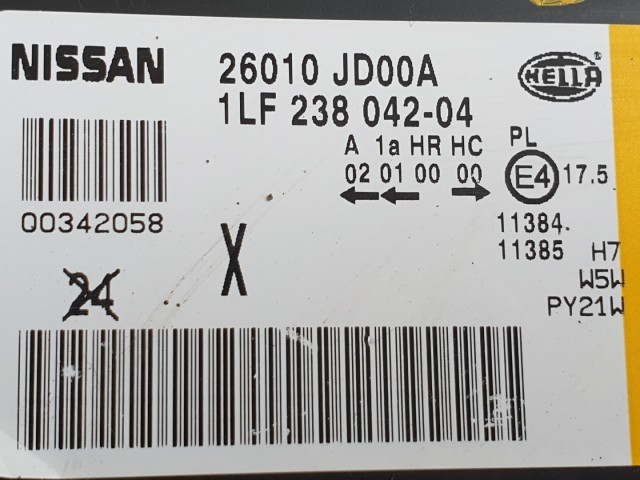 NISSAN
26010 JD00A
HELLA
1LF 238 042-04
A 1a HR HC
02 01 00 00
PL
E4 17.5
00342058
11384.
11385 H7
W5W
PY21W
24
X